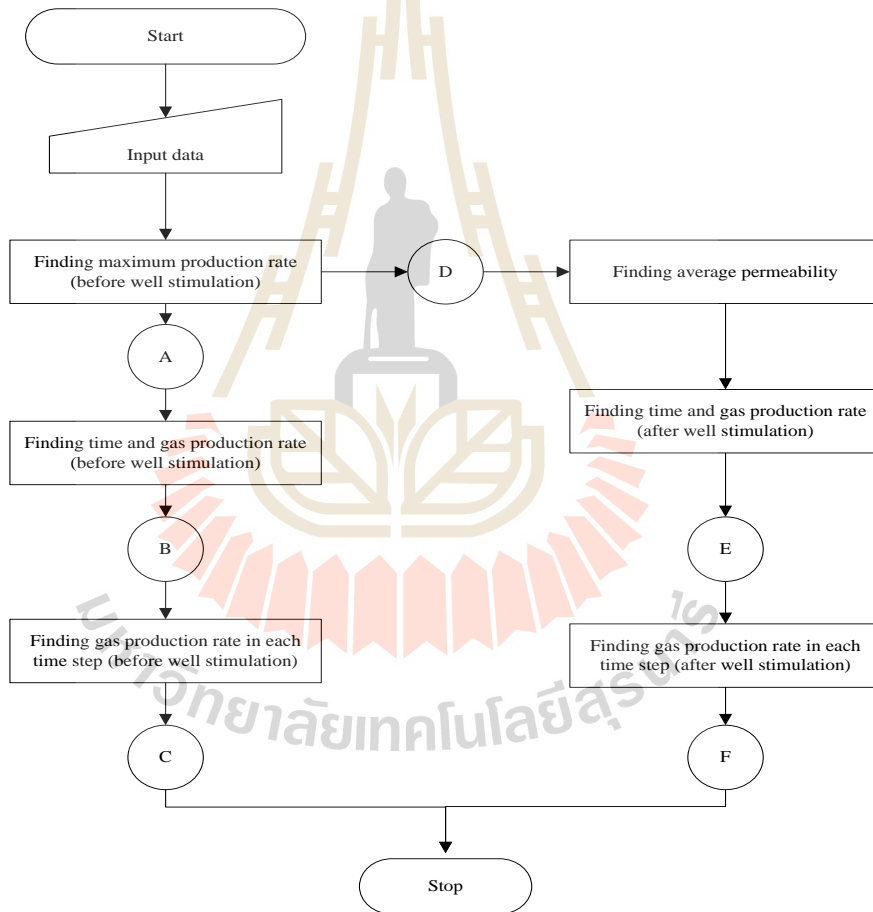 Start
Input data
Finding maximum production rate
(before well stimulation)
D
Finding average permeability
A
Finding time and gas production rate
(before well stimulation)
Finding time and gas production rate
(after well stimulation)
B
E
Finding gas production rate in each
time step (before well stimulation)
Finding gas production rate in each
time step (after well stimulation)
C
F
Stop
มหาวิทยาลัยเทคโนโลยีสุรนารี